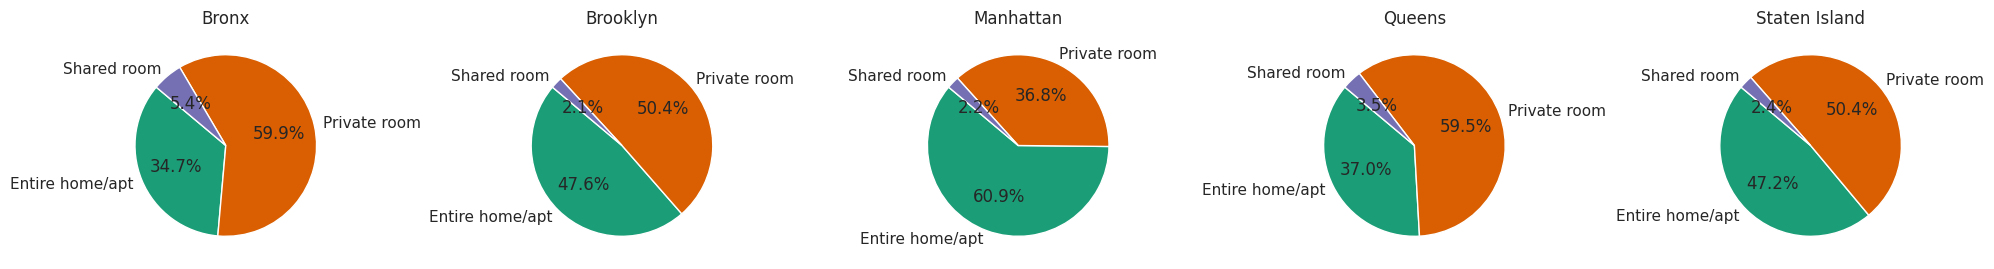 Bronx
Shared room
5.4%
59.9%
Private room
34.7%
Entire home/apt
Brooklyn
Shared room
Private room
2.1%
50.4%
47.6%
Entire home/apt
Manhattan
Private room
Shared room
2.2%
36.8%
60.9%
Entire home/apt
Queens
Shared room
3.5%
Private room
59.5%
37.0%
Entire home/apt
Staten Island
Shared room
Private room
2.4%
50.4%
47.2%
Entire home/apt